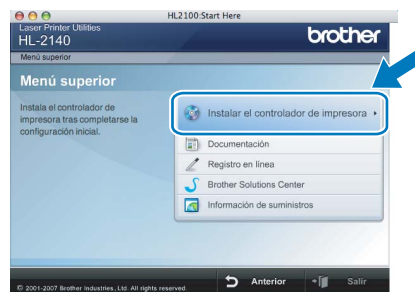 HL2100:Start Here
Laser Printer Utilities
HL-2140
brother
Menú superior
Menú superior
Instala el controlador de
impresora tras completarse la
configuración inicial.
Instalar el controlador de impresora
Documentación
Registro en línea
Brother Solutions Center
Información de suministros
© 2001-2007 Brother Industries, Ltd. All rights reserved.
Anterior
Salir